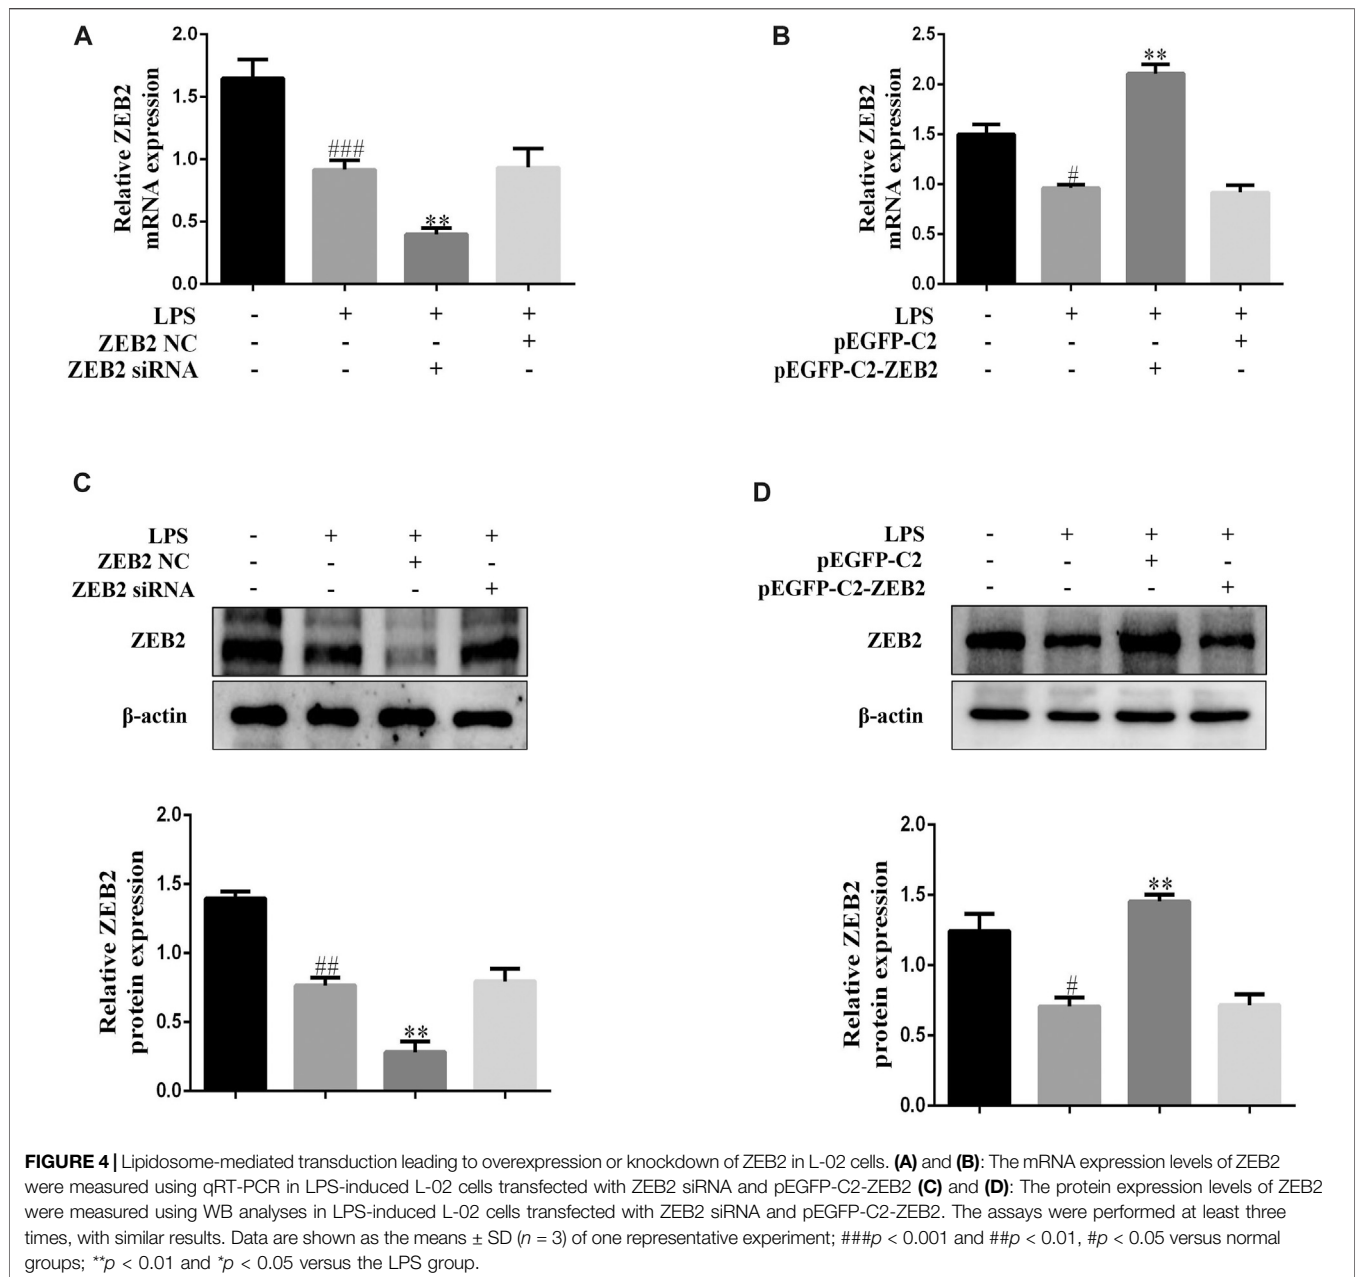 A
Relative ZEB2
mRNA expression
2.0
1.5
1.0
0.5
0.0
###
**
LPS - + + +
ZEB2 NC - - - +
ZEB2 siRNA - - + -
B
Relative ZEB2
mRNA expression
2.5
2.0
1.5
1.0
0.5
0.0
#
**
LPS - + + +
pEGFP-C2 - - - +
pEGFP-C2-ZEB2 - - + -
C
LPS - + + +
ZEB2 NC - - + -
ZEB2 siRNA - - - +
ZEB2
β-actin
Relative ZEB2
protein expression
2.0
1.5
1.0
0.5
0.0
##
**
D
LPS - + + +
pEGFP-C2 - - + -
pEGFP-C2-ZEB2 - - - +
ZEB2
β-actin
Relative ZEB2
protein expression
2.0
1.5
1.0
0.5
0.0
#
**
FIGURE 4 | Lipidosome-mediated transduction leading to overexpression or knockdown of ZEB2 in L-02 cells. (A) and (B): The mRNA expression levels of ZEB2
were measured using qRT-PCR in LPS-induced L-02 cells transfected with ZEB2 siRNA and pEGFP-C2-ZEB2 (C) and (D): The protein expression levels of ZEB2
were measured using WB analyses in LPS-induced L-02 cells transfected with ZEB2 siRNA and pEGFP-C2-ZEB2. The assays were performed at least three
times, with similar results. Data are shown as the means ± SD (n = 3) of one representative experiment; ###p < 0.001 and ##p < 0.01, #p < 0.05 versus normal
groups; **p < 0.01 and *p < 0.05 versus the LPS group.